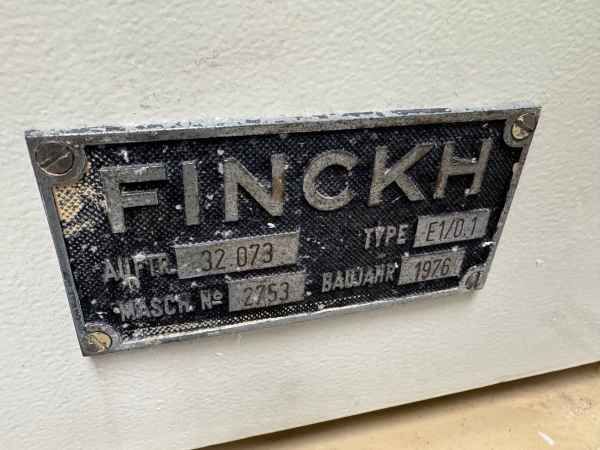 FINCKH
AUFTR. 32 073 TYPE E1/0.1
MASCH. Nº 2753 BAUJAHR 1976